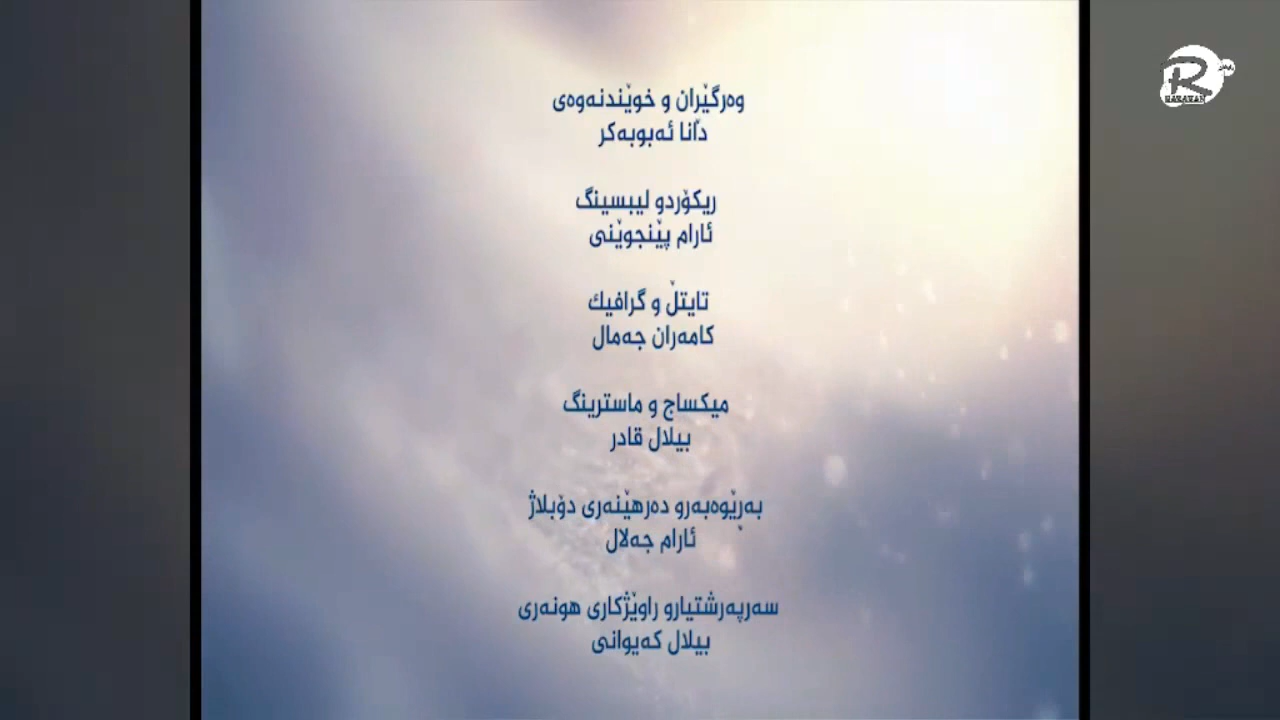 وەرگێڕان و خوێندنەوەی
دانا ئەبوبەکر
ریکۆردو لیبسینگ
ئارام پێنجوێنی
تایتڵ و گرافیك
کامەران جەمال
میکساج و ماسترینگ
بیلال قادر
بەڕێوەبەرو دەرهێنەری دۆبلاژ
ئارام جەلال
سەرپەرشتیارو راوێژکاری هونەری
بیلال کەیوانی
R